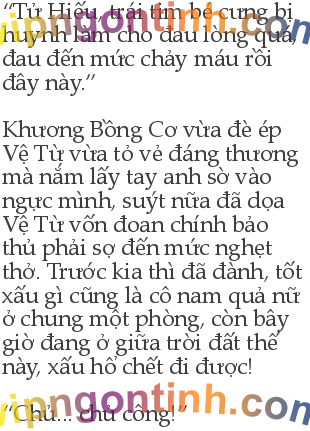 “Tử Hiếu, trái tim bé cưng bị
huynh làm cho đau lòng quá,
đau đến mức chảy máu rồi
đây này.”

Khương Bồng Cơ vừa đè ép
Vệ Từ vừa tỏ vẻ đáng thương
mà nắm lấy tay anh sờ vào
ngực mình, suýt nữa đã dọa
Vệ Từ vốn đoan chính bảo
thủ phải sợ đến mức nghẹt
thở. Trước kia thì đã đành, tốt
xấu gì cũng là cô nam quả nữ
ở chung một phòng, còn bây
giờ đang ở giữa trời đất thế
này, xấu hổ chết đi được!

“Chủ... chủ công!”
vipngontinh.com
vipngontinh.com